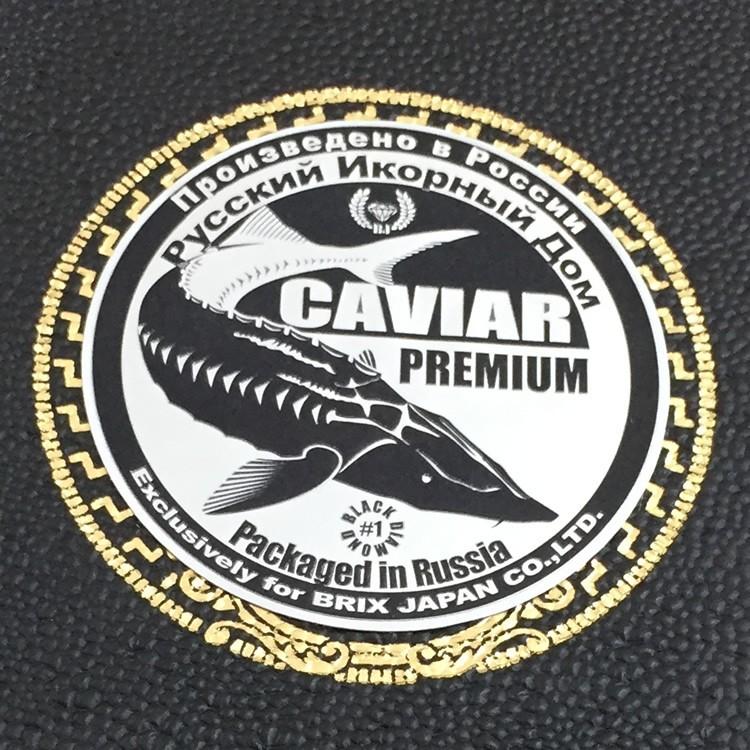 Произведено в России
Русский Икорный Дом
BJ
CAVIAR
PREMIUM
BLACK DIAMOND
#1
Packaged in Russia
Exclusively for BRIX JAPAN CO.,LTD.